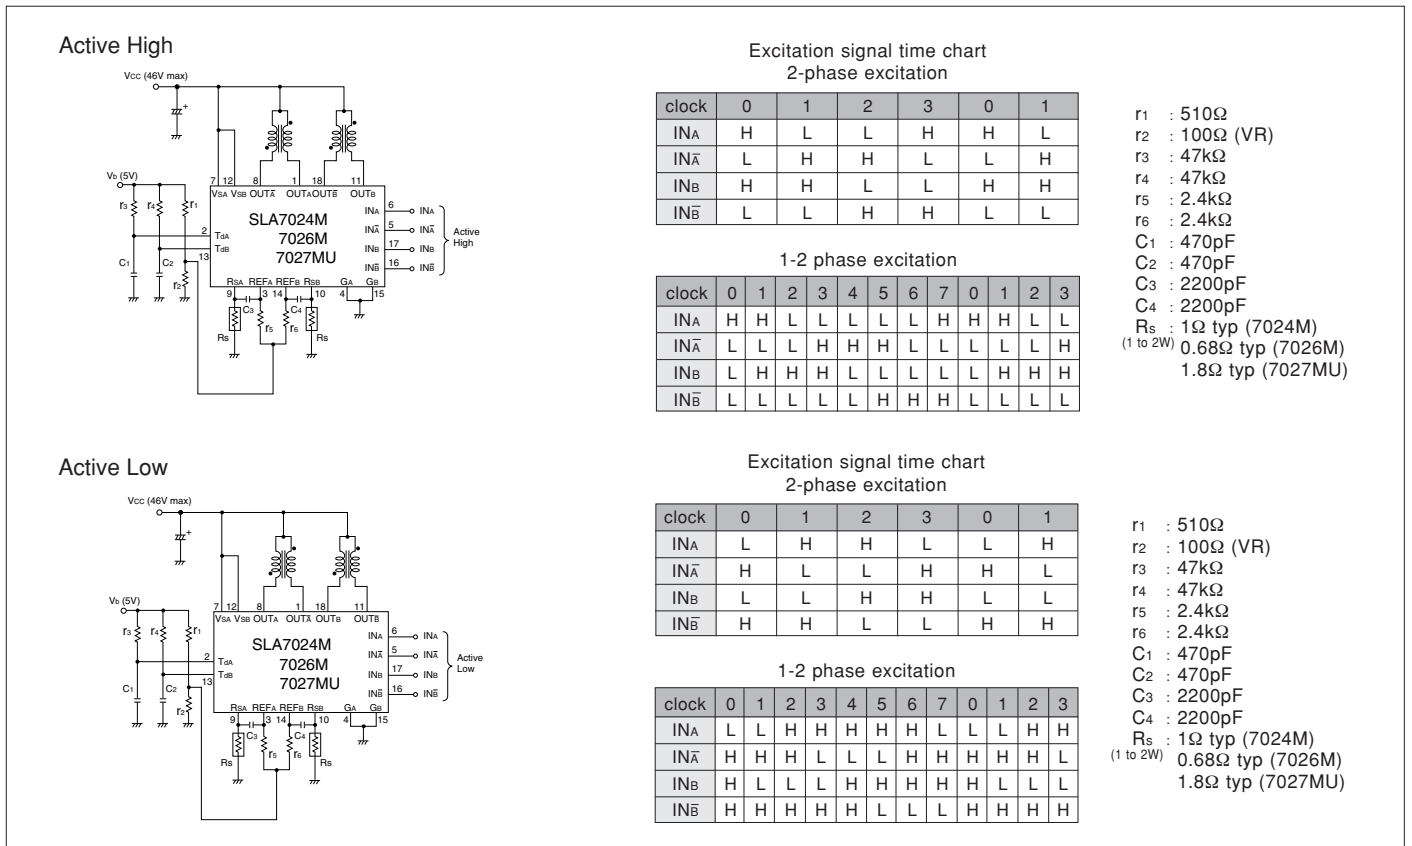 Active High
Vcc (46V max)
+
Vb (5V)
r3 r4 r1
7 12 8 1 18 11
VSA VSB OUTA̅ OUTA OUTB̅ OUTB
SLA7024M
7026M
7027MU
2 TdA
13 TdB
C1 C2
r2
INA 6 INA
INA̅ 5 INA̅
INB 17 INB
INB̅ 16 INB̅
Active
High
RSA REFA REFB RSB GA GB
9 3 14 10 4 15
C3 C4
Rs r5 r6 Rs
Excitation signal time chart
2-phase excitation
clock 0 1 2 3 0 1
INA H L L H H L
INA̅ L H H L L H
INB H H L L H H
INB̅ L L H H L L
1-2 phase excitation
clock 0 1 2 3 4 5 6 7 0 1 2 3
INA H H L L L L L H H H L L
INA̅ L L L H H H L L L L L H
INB L H H H L L L L L H H H
INB̅ L L L L L H H H L L L L
r1 : 510Ω
r2 : 100Ω (VR)
r3 : 47kΩ
r4 : 47kΩ
r5 : 2.4kΩ
r6 : 2.4kΩ
C1 : 470pF
C2 : 470pF
C3 : 2200pF
C4 : 2200pF
Rs : 1Ω typ (7024M)
(1 to 2W) 0.68Ω typ (7026M)
1.8Ω typ (7027MU)
Active Low
Vcc (46V max)
+
Vb (5V)
r3 r4 r1
7 12 8 1 18 11
VSA VSB OUTA OUTA̅ OUTB OUTB̅
SLA7024M
7026M
7027MU
2 TdA
13 TdB
C1 C2
r2
INA 6 INA
INA̅ 5 INA̅
INB 17 INB
INB̅ 16 INB̅
Active
Low
RSA REFA REFB RSB GA GB
9 3 14 10 4 15
C3 C4
Rs r5 r6 Rs
Excitation signal time chart
2-phase excitation
clock 0 1 2 3 0 1
INA L H H L L H
INA̅ H L L H H L
INB L L H H L L
INB̅ H H L L H H
1-2 phase excitation
clock 0 1 2 3 4 5 6 7 0 1 2 3
INA L L H H H H H L L L H H
INA̅ H H H L L L H H H H H L
INB H L L L H H H H H L L L
INB̅ H H H H H L L L H H H H
r1 : 510Ω
r2 : 100Ω (VR)
r3 : 47kΩ
r4 : 47kΩ
r5 : 2.4kΩ
r6 : 2.4kΩ
C1 : 470pF
C2 : 470pF
C3 : 2200pF
C4 : 2200pF
Rs : 1Ω typ (7024M)
(1 to 2W) 0.68Ω typ (7026M)
1.8Ω typ (7027MU)